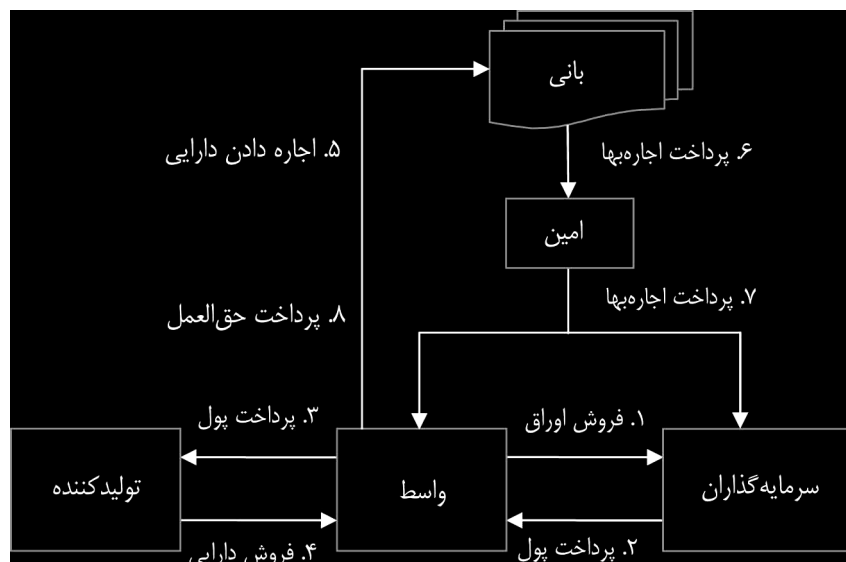 بانی
۵. اجاره دادن دارایی
۶. پرداخت اجاره‌بها
امین
۷. پرداخت اجاره‌بها
۸. پرداخت حق‌العمل
۱. فروش اوراق
۳. پرداخت پول
سرمایه‌گذاران
واسط
تولیدکننده
۲. پرداخت پول
۴. فروش دارایی